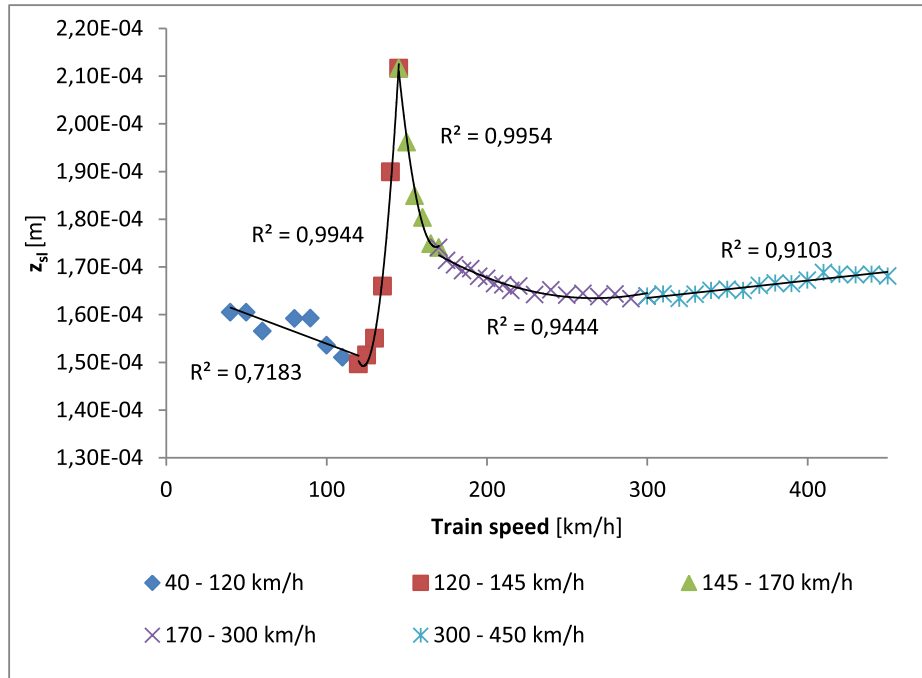 2,20E-04
2,10E-04
2,00E-04
1,90E-04
1,80E-04
1,70E-04
1,60E-04
1,50E-04
1,40E-04
1,30E-04
z_sl [m]
R² = 0,9954
R² = 0,9944
R² = 0,9103
R² = 0,9444
R² = 0,7183
0 100 200 300 400
Train speed [km/h]
40 - 120 km/h 120 - 145 km/h 145 - 170 km/h
170 - 300 km/h 300 - 450 km/h